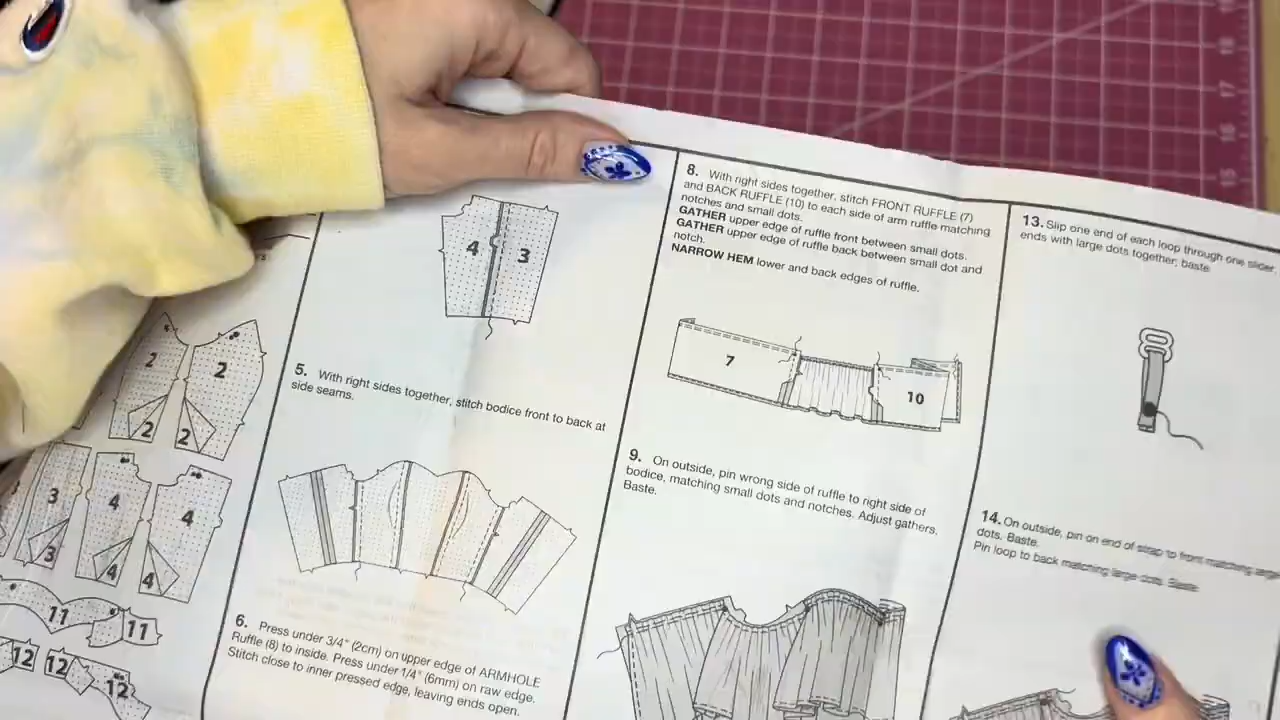 2
2
2
2
3
4
4
3
4
4
11
11
12
12
12
4
3
5. With right sides together, stitch bodice front to back at
side seams.
6. Press under 3/4" (2cm) on upper edge of ARMHOLE
Ruffle (8) to inside. Press under 1/4" (6mm) on raw edge.
Stitch close to inner pressed edge, leaving ends open.
8. With right sides together, stitch FRONT RUFFLE (7)
and BACK RUFFLE (10) to each side of arm ruffle matching
notches and small dots.
GATHER upper edge of ruffle front between small dots.
GATHER upper edge of ruffle back between small dot and
notch.
NARROW HEM lower and back edges of ruffle.
7
10
9. On outside, pin wrong side of ruffle to right side of
bodice, matching small dots and notches. Adjust gathers.
Baste.
13. Slip one end of each loop through one slider,
ends with large dots together; baste.
14. On outside, pin on end of strap to front matching large
dots. Baste.
Pin loop to back matching large dots. Baste.
18
17
16
15